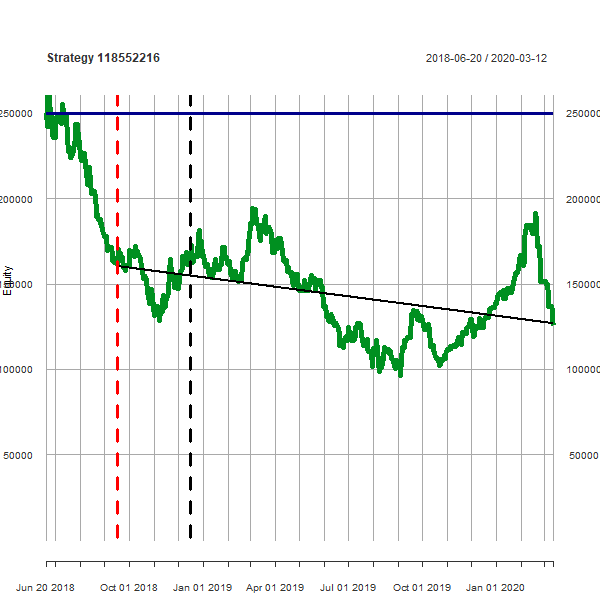 Strategy 118552216
2018-06-20 / 2020-03-12
250000 250000
200000 200000
150000 150000
Equity
100000 100000
50000 50000
Jun 20 2018 Oct 01 2018 Jan 01 2019 Apr 01 2019 Jul 01 2019 Oct 01 2019 Jan 01 2020